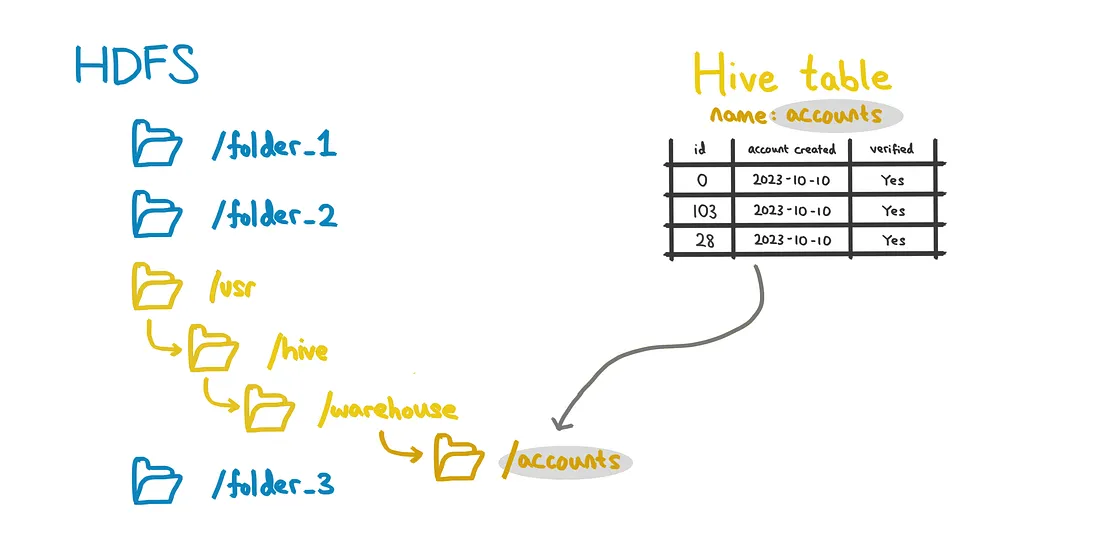 HDFS
/folder_1
/folder_2
/usr
/hive
/warehouse
/accounts
/folder_3
Hive table
name: accounts
id account created verified
0 2023-10-10 Yes
103 2023-10-10 Yes
28 2023-10-10 Yes